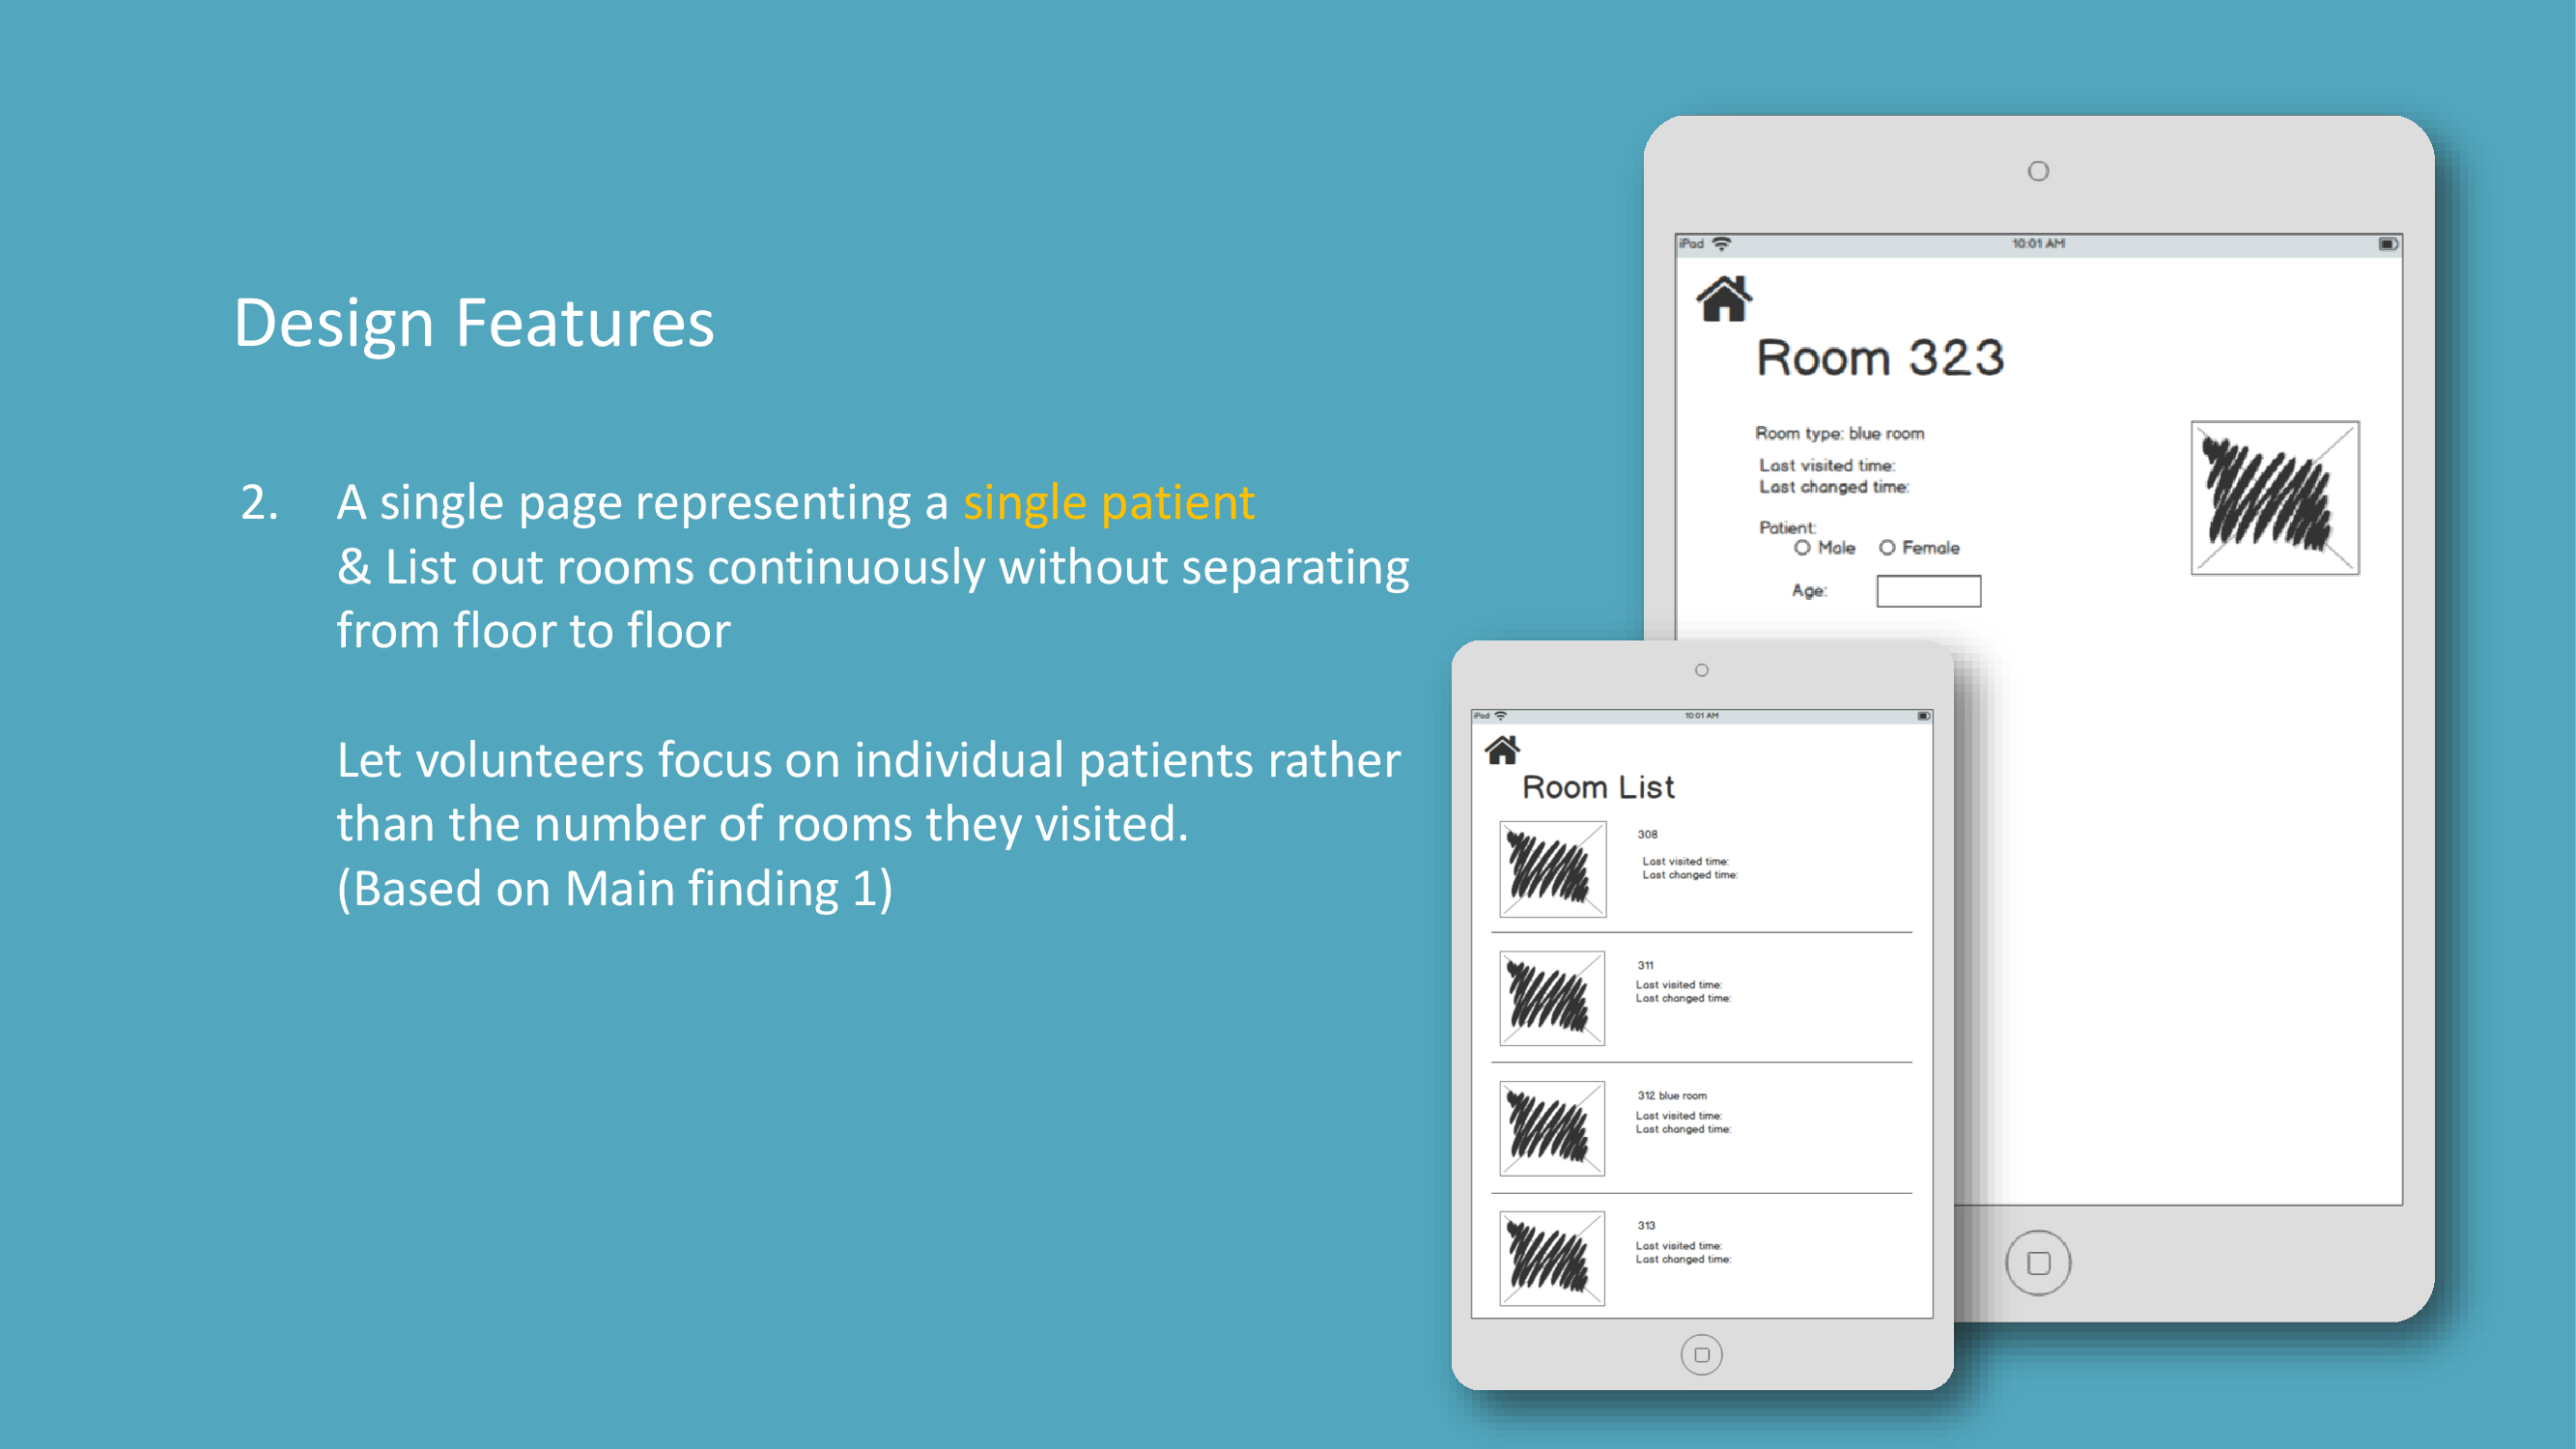 Design Features
2. A single page representing a single patient
& List out rooms continuously without separating
from floor to floor
Let volunteers focus on individual patients rather
than the number of rooms they visited.
(Based on Main finding 1)
iPad 10:01 AM
Room 323
Room type: blue room
Last visited time:
Last changed time:
Patient:
Male Female
Age:
iPad 10:01 AM
Room List
308
Last visited time:
Last changed time:
311
Last visited time:
Last changed time:
312 blue room
Last visited time:
Last changed time:
313
Last visited time:
Last changed time: